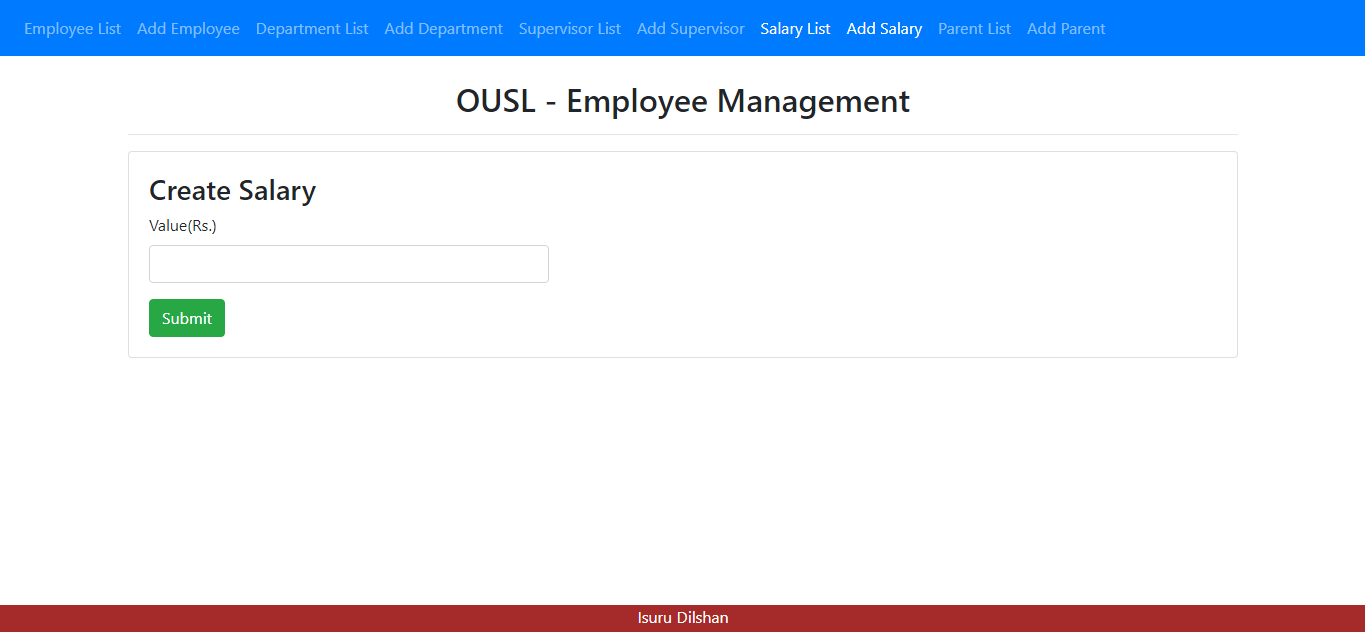 Employee List Add Employee Department List Add Department Supervisor List Add Supervisor Salary List Add Salary Parent List Add Parent
OUSL - Employee Management
Create Salary
Value(Rs.)
Submit
Isuru Dilshan